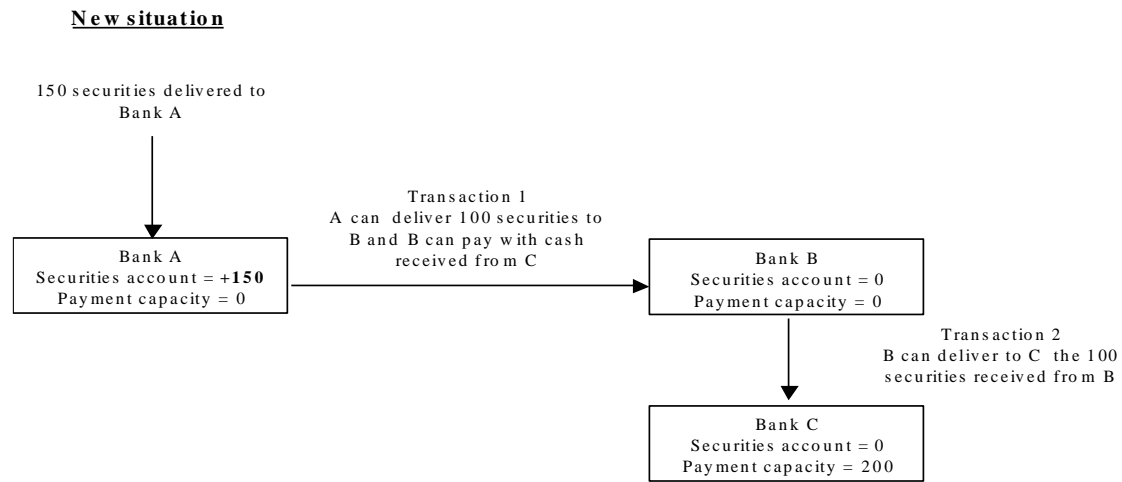 New situation
150 securities delivered to
Bank A
Transaction 1
A can deliver 100 securities to
B and B can pay with cash
received from C
Bank A
Securities account = +150
Payment capacity = 0
Bank B
Securities account = 0
Payment capacity = 0
Transaction 2
B can deliver to C the 100
securities received from B
Bank C
Securities account = 0
Payment capacity = 200